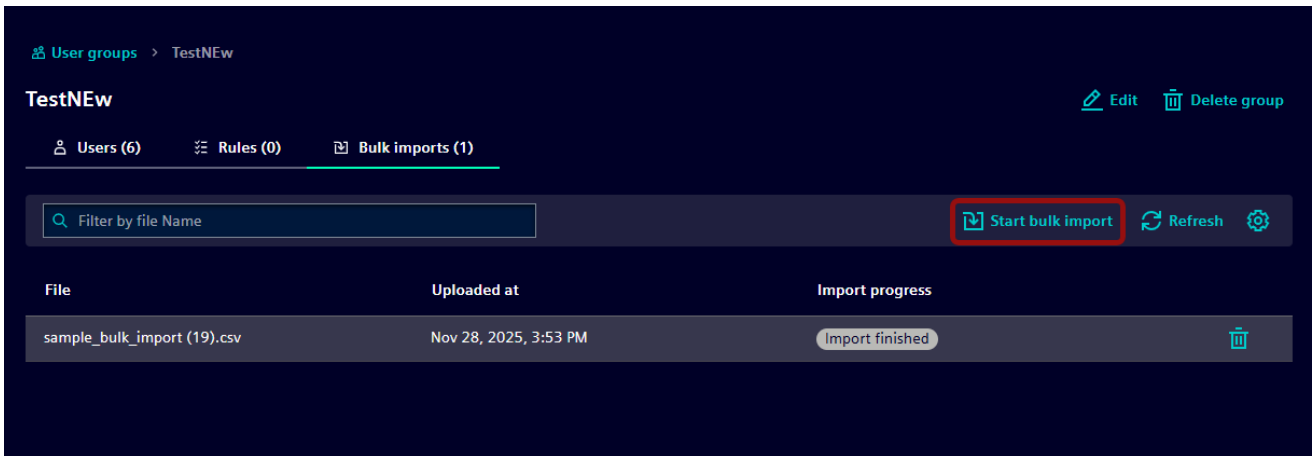 User groups > TestNEw
TestNEw
Edit
Delete group
Users (6)
Rules (0)
Bulk imports (1)
Filter by file Name
Start bulk import
Refresh
File Uploaded at Import progress
sample_bulk_import (19).csv Nov 28, 2025, 3:53 PM Import finished